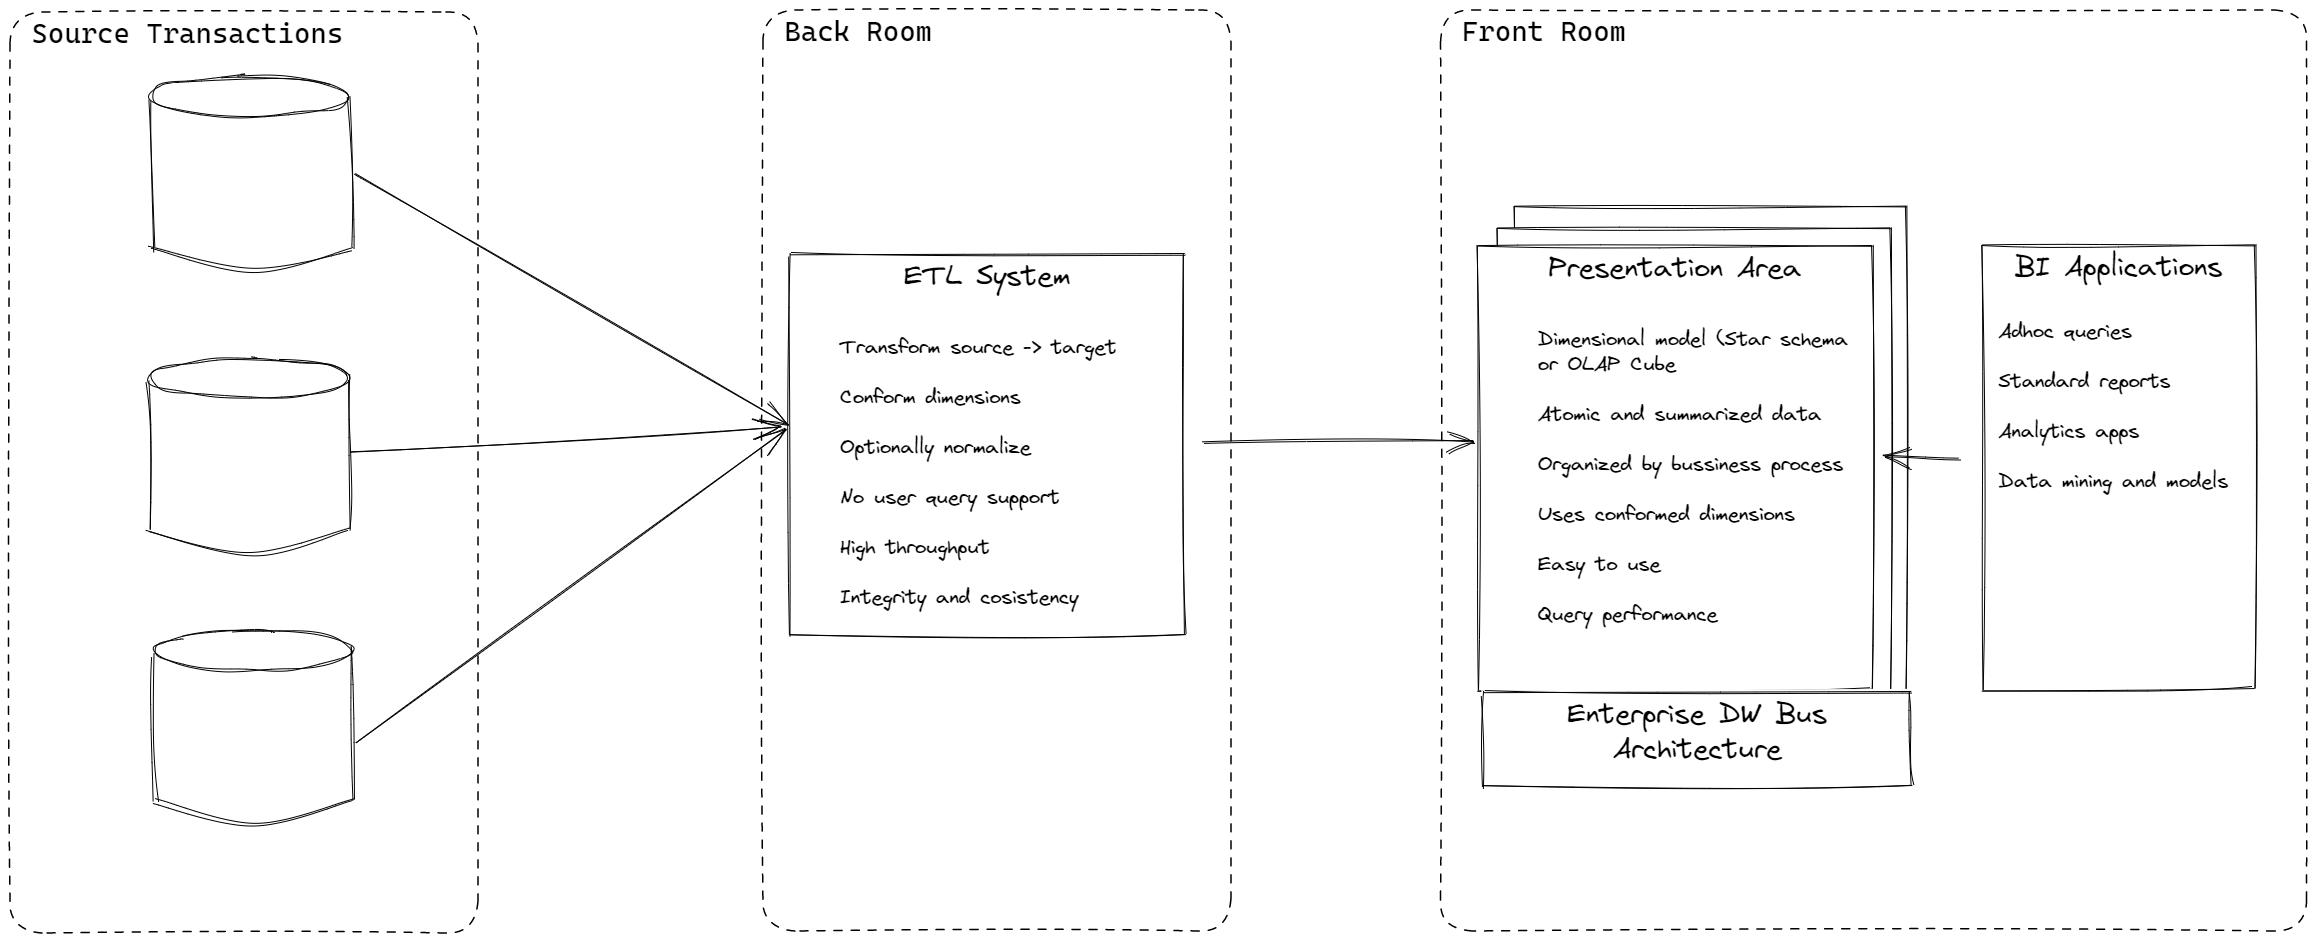 Source Transactions
Back Room
ETL System
Transform source -> target
Conform dimensions
Optionally normalize
No user query support
High throughput
Integrity and cosistency
Front Room
Presentation Area
Dimensional model (Star schema
or OLAP Cube
Atomic and summarized data
Organized by bussiness process
Uses conformed dimensions
Easy to use
Query performance
Enterprise DW Bus
Architecture
BI Applications
Adhoc queries
Standard reports
Analytics apps
Data mining and models